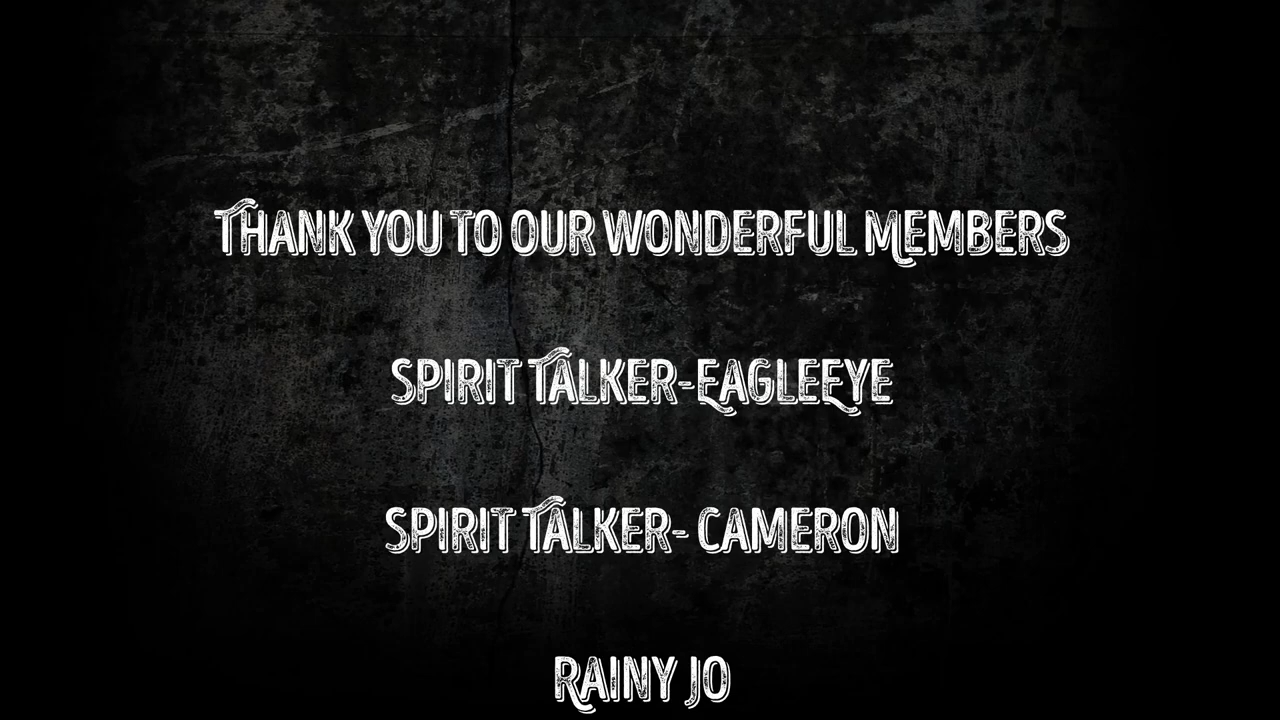 THANK YOU TO OUR WONDERFUL MEMBERS
SPIRIT TALKER-EAGLEEYE
SPIRIT TALKER- CAMERON
RAINY JO